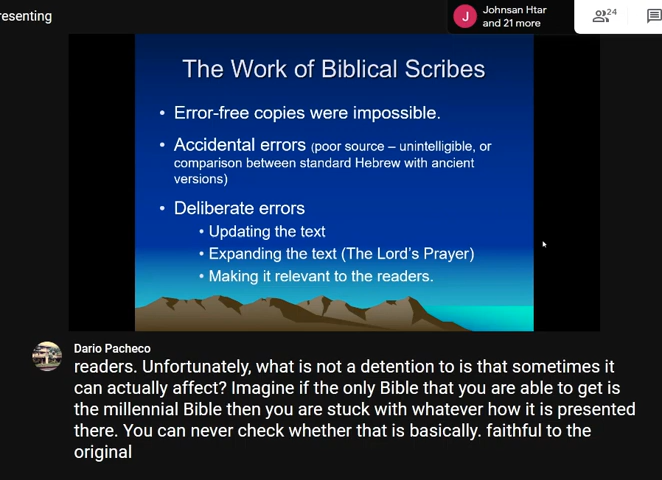 resenting
J
Johnsan Htar
and 21 more
24
The Work of Biblical Scribes
• Error-free copies were impossible.
• Accidental errors (poor source – unintelligible, or
comparison between standard Hebrew with ancient
versions)
• Deliberate errors
• Updating the text
• Expanding the text (The Lord's Prayer)
• Making it relevant to the readers.
Dario Pacheco
readers. Unfortunately, what is not a detention to is that sometimes it
can actually affect? Imagine if the only Bible that you are able to get is
the millennial Bible then you are stuck with whatever how it is presented
there. You can never check whether that is basically. faithful to the
original